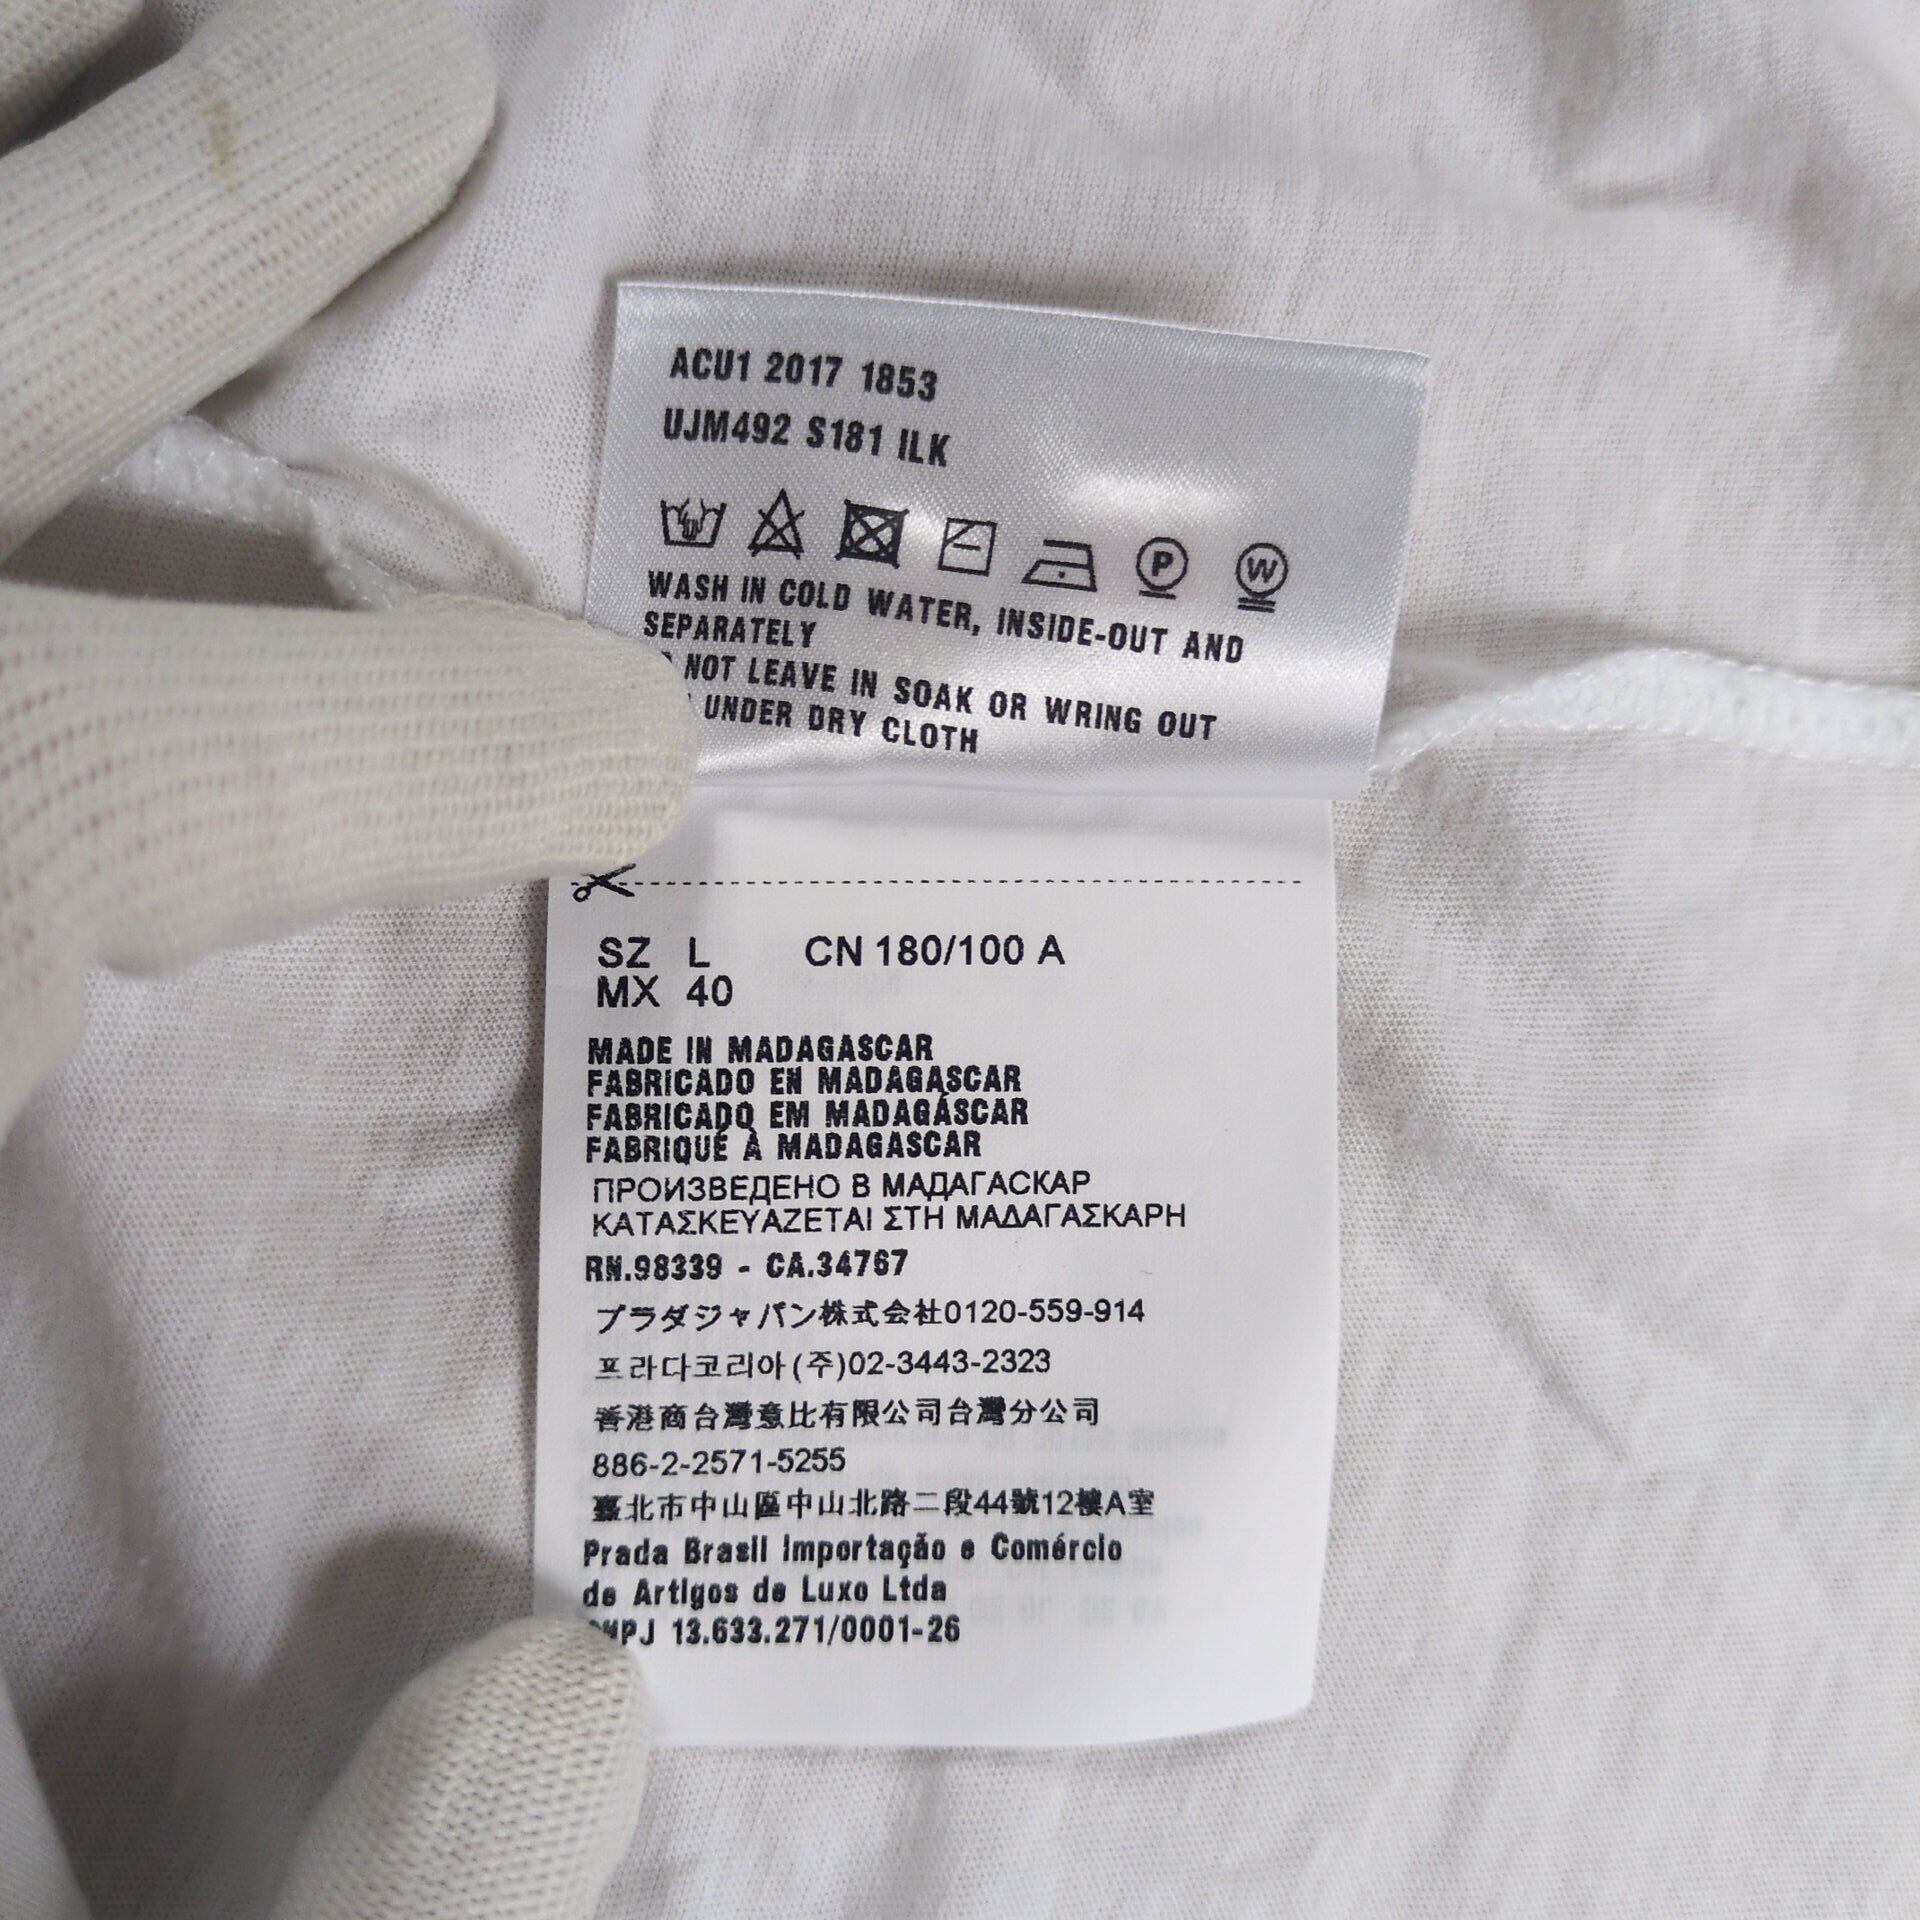 ACU1 2017 1853
UJM492 S181 ILK
P
W
WASH IN COLD WATER, INSIDE-OUT AND
SEPARATELY
NOT LEAVE IN SOAK OR WRING OUT
UNDER DRY CLOTH
SZ L CN 180/100 A
MX 40
MADE IN MADAGASCAR
FABRICADO EN MADAGASCAR
FABRICADO EM MADAGÁSCAR
FABRIQUÉ À MADAGASCAR
ПРОИЗВЕДЕНО В МАДАГАСКАР
ΚΑΤΑΣΚΕΥΑΖΕΤΑΙ ΣΤΗ ΜΑΔΑΓΑΣΚΑΡΗ
RN.98339 - CA.34767
プラダジャパン株式会社0120-559-914
프라다코리아(주)02-3443-2323
香港商台灣意比有限公司台灣分公司
886-2-2571-5255
臺北市中山區中山北路二段44號12樓A室
Prada Brasil Importação e Comércio
de Artigos de Luxo Ltda
13.633.271/0001-26